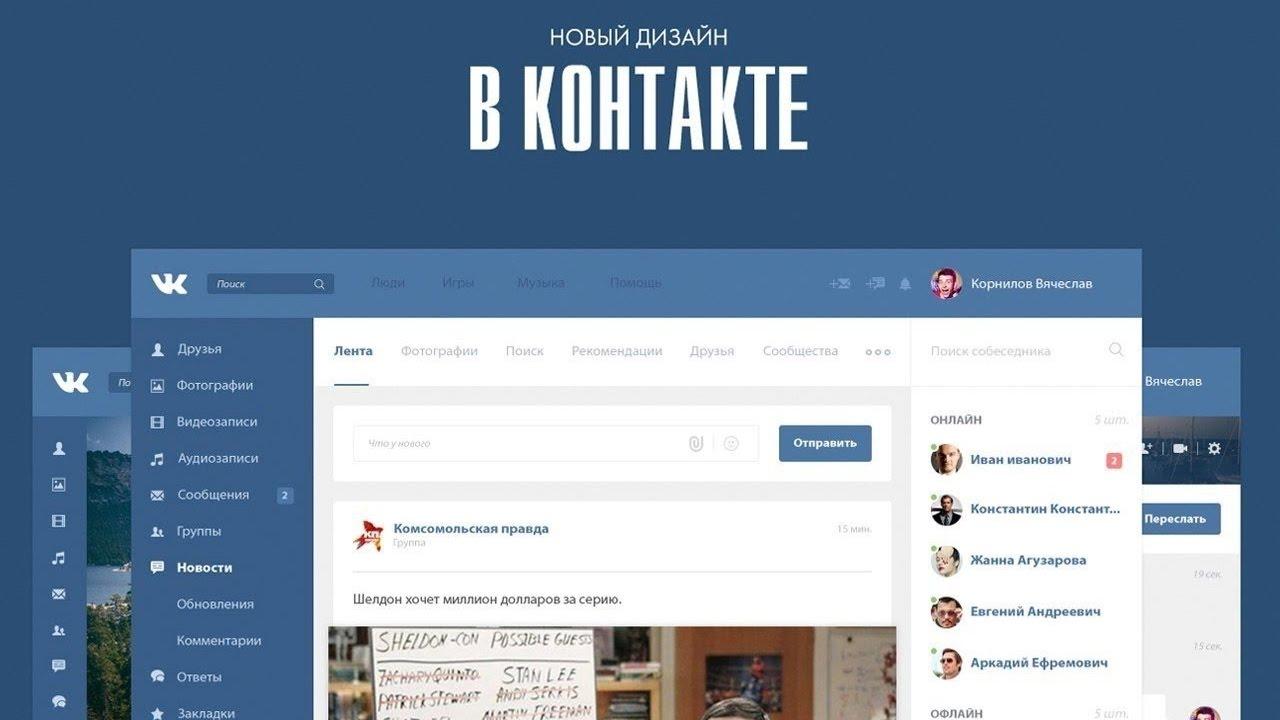 НОВЫЙ ДИЗАЙН
В КОНТАКТЕ
Поиск
Люди
Игры
Музыка
Помощь
Корнилов Вячеслав
Друзья
Фотографии
Видеозаписи
Аудиозаписи
Сообщения 2
Группы
Новости
Обновления
Комментарии
Ответы
Закладки
Лента
Фотографии
Поиск
Рекомендации
Друзья
Сообщества
Что у нового
Отправить
Комсомольская правда
Группа
15 мин.
Шелдон хочет миллион долларов за серию.
SHELDON-CON POSSIBLE GUESTS
ZACHARY QUINTO STAN LEE
PATRICK STEWART ANDY SERKIS
MARTIN FREEMAN
Поиск собеседника
ОНЛАЙН 5 шт.
Иван иванович 2
Константин Констант...
Жанна Агузарова
Евгений Андреевич
Аркадий Ефремович
ОФЛАЙН 5 шт.
По
Вячеслав
Переслать
19 сек.
15 сек.